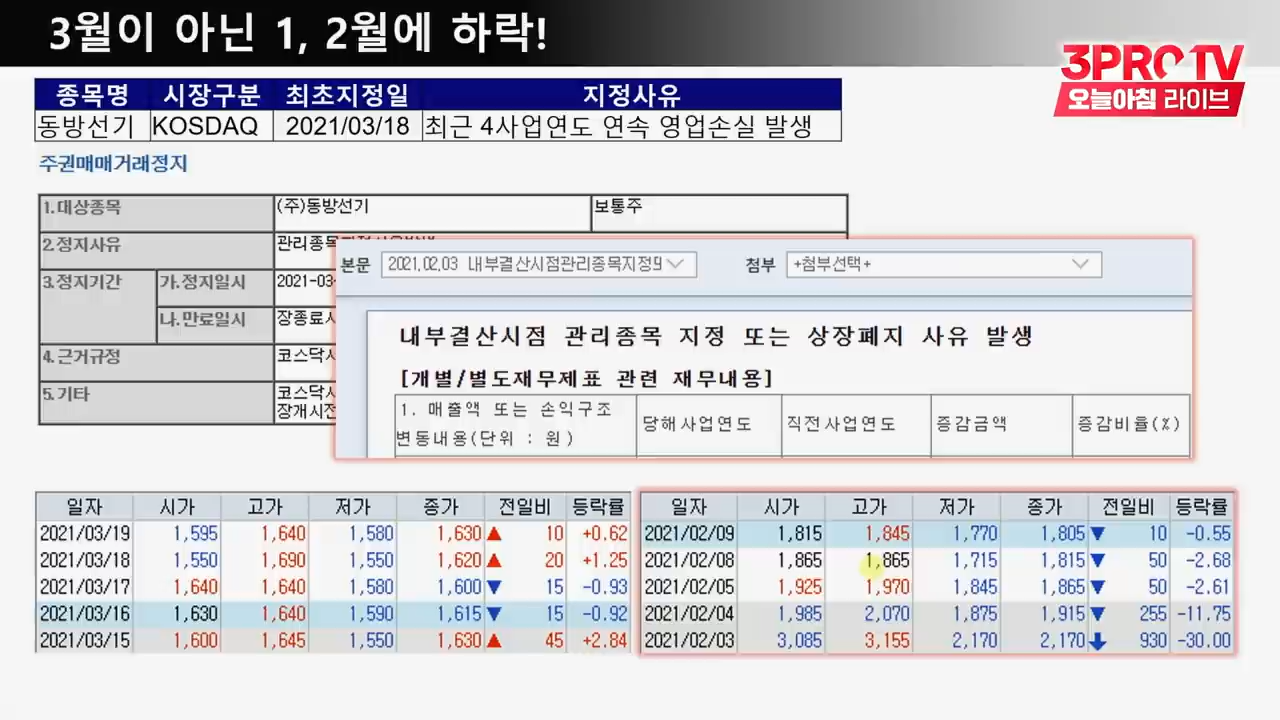 3월이 아닌 1, 2월에 하락!
3PROTV
오늘아침 라이브
종목명 시장구분 최초지정일 지정사유
동방선기 KOSDAQ 2021/03/18 최근 4사업연도 연속 영업손실 발생
주권매매거래정지
1.대상종목 (주)동방선기 보통주
2.정지사유 관리종목
3.정지기간 가.정지일시 2021-03-
나.만료일시 장종료시
4.근거규정 코스닥시
5.기타 코스닥시
장개시전
본문 2021.02.03 내부결산시점관리종목지정 첨부 +첨부선택+
내부결산시점 관리종목 지정 또는 상장폐지 사유 발생
[개별/별도재무제표 관련 재무내용]
1. 매출액 또는 손익구조
변동내용(단위 : 원) 당해사업연도 직전사업연도 증감금액 증감비율(%)
일자 시가 고가 저가 종가 전일비 등락률
2021/03/19 1,595 1,640 1,580 1,630 ▲ 10 +0.62
2021/03/18 1,550 1,690 1,550 1,620 ▲ 20 +1.25
2021/03/17 1,640 1,640 1,580 1,600 ▼ 15 -0.93
2021/03/16 1,630 1,640 1,590 1,615 ▼ 15 -0.92
2021/03/15 1,600 1,645 1,550 1,630 ▲ 45 +2.84
일자 시가 고가 저가 종가 전일비 등락률
2021/02/09 1,815 1,845 1,770 1,805 ▼ 10 -0.55
2021/02/08 1,865 1,865 1,715 1,815 ▼ 50 -2.68
2021/02/05 1,925 1,970 1,845 1,865 ▼ 50 -2.61
2021/02/04 1,985 2,070 1,875 1,915 ▼ 255 -11.75
2021/02/03 3,085 3,155 2,170 2,170 ↓ 930 -30.00